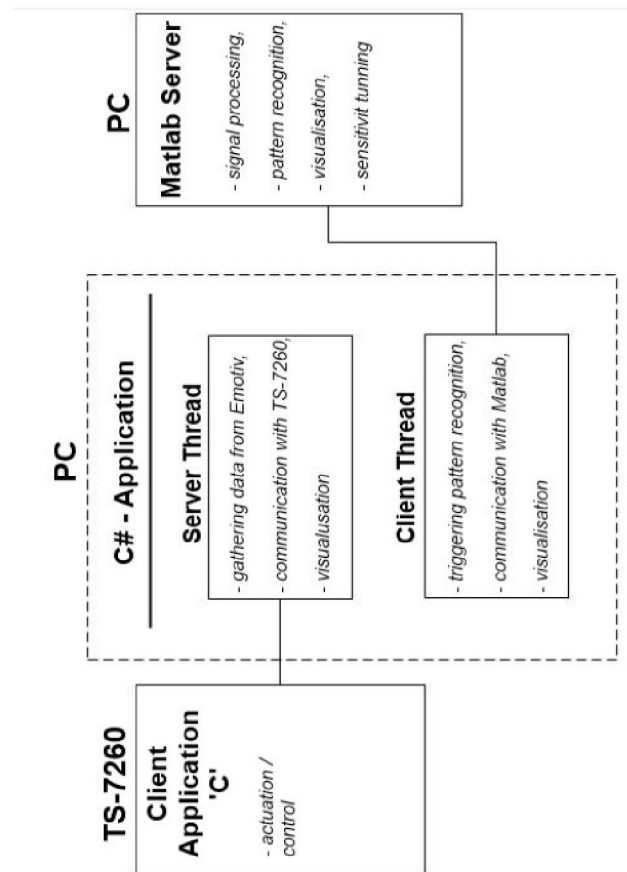 TS-7260
Client
Application
'C'
- actuation /
control
PC
C# - Application
Server Thread
- gathering data from Emotiv,
- communication with TS-7260,
- visualusation
Client Thread
- triggering pattern recognition,
- communication with Matlab,
- visualisation
PC
Matlab Server
- signal processing,
- pattern recognition,
- visualisation,
- sensitivit tunning